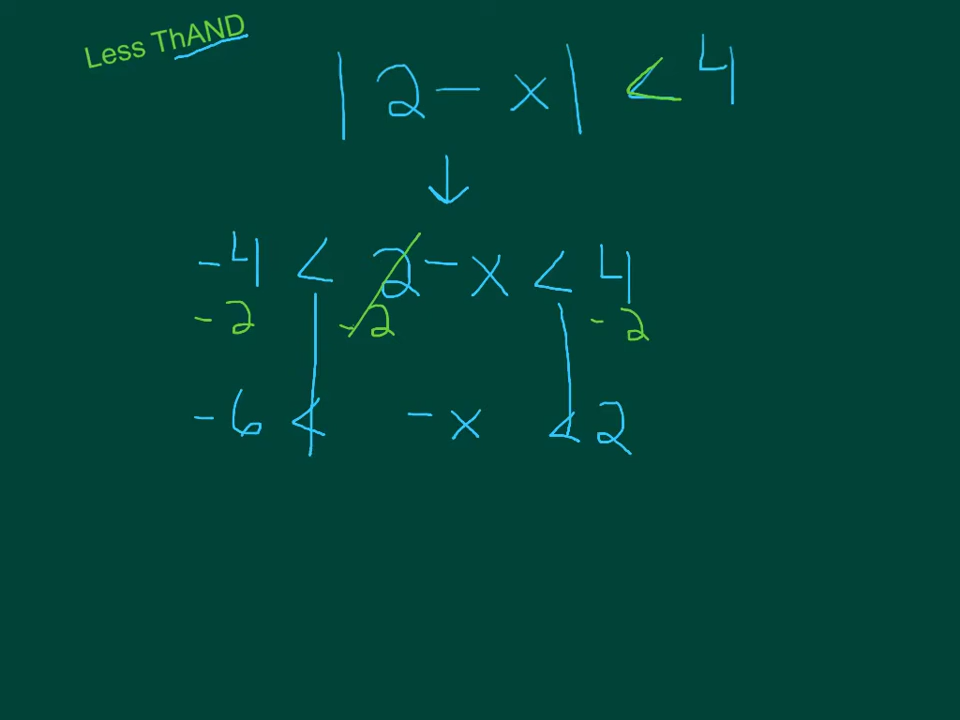 Less ThAND
|2 - x| < 4
↓
-4 < 2 - x < 4
-2 -2 -2
-6 < -x < 2